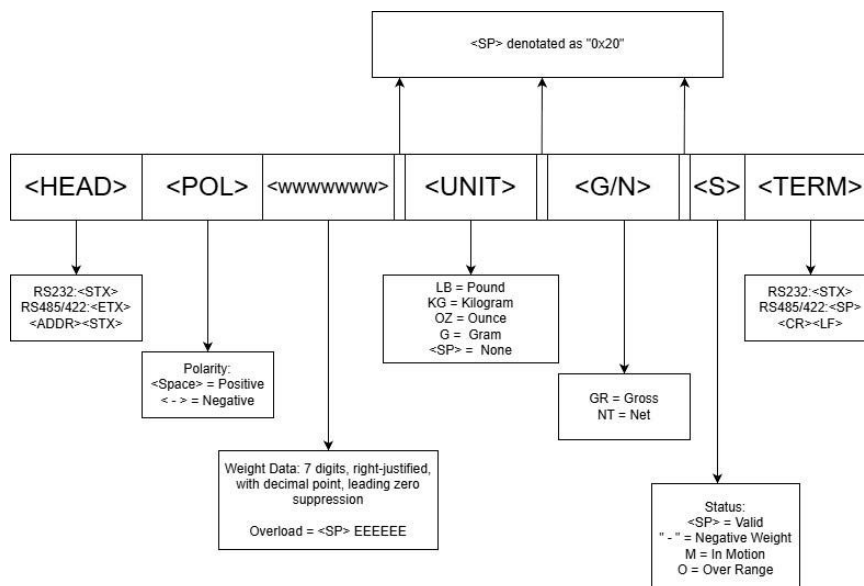 <SP> denotated as "0x20"
<HEAD> <POL> <wwwwwww> <UNIT> <G/N> <S> <TERM>
RS232:<STX>
RS485/422:<ETX>
<ADDR><STX>
LB = Pound
KG = Kilogram
OZ = Ounce
G = Gram
<SP> = None
RS232:<STX>
RS485/422:<SP>
<CR><LF>
Polarity:
<Space> = Positive
< - > = Negative
GR = Gross
NT = Net
Weight Data: 7 digits, right-justified,
with decimal point, leading zero
suppression
Overload = <SP> EEEEEE
Status:
<SP> = Valid
" - " = Negative Weight
M = In Motion
O = Over Range